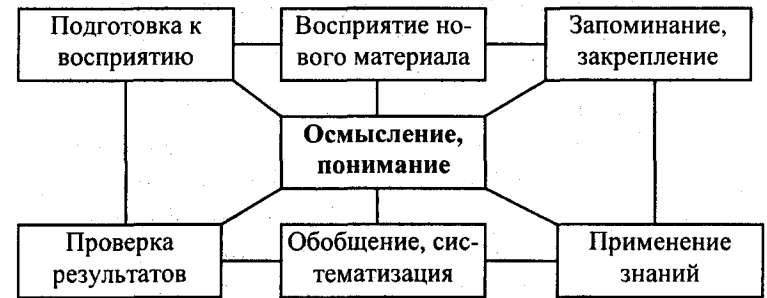 Подготовка к
восприятию
Восприятие но-
вого материала
Запоминание,
закрепление
Осмысление,
понимание
Проверка
результатов
Обобщение, сис-
тематизация
Применение
знаний